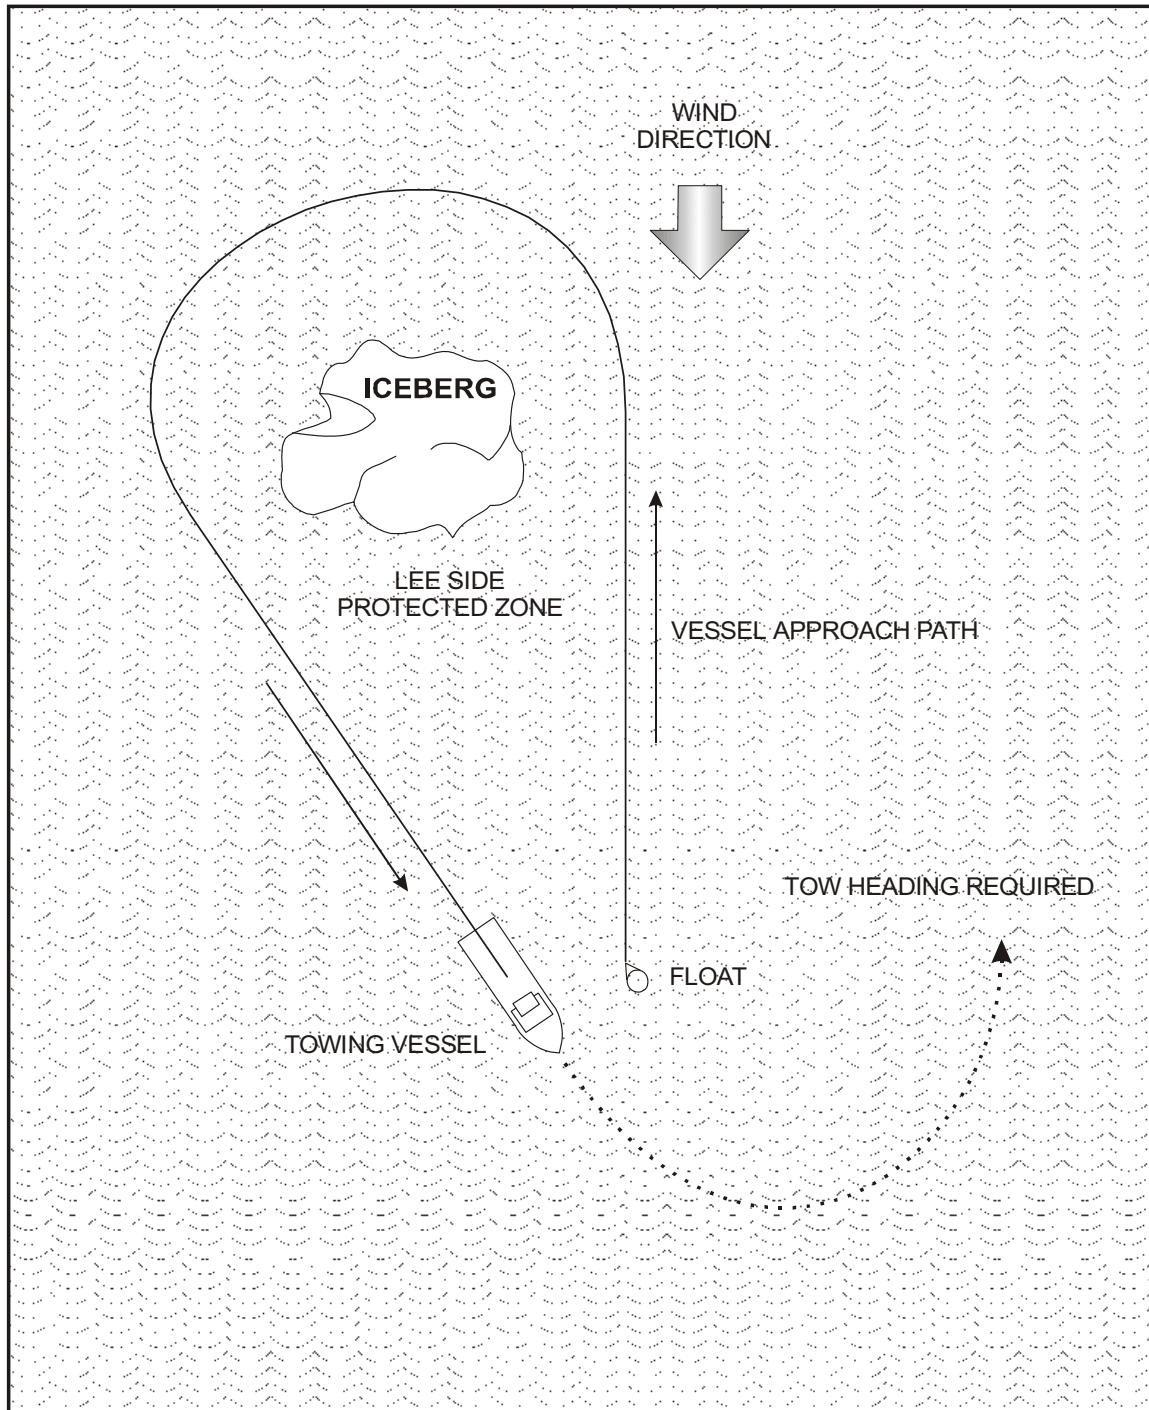 WIND
DIRECTION
ICEBERG
LEE SIDE
PROTECTED ZONE
VESSEL APPROACH PATH
TOW HEADING REQUIRED
FLOAT
TOWING VESSEL